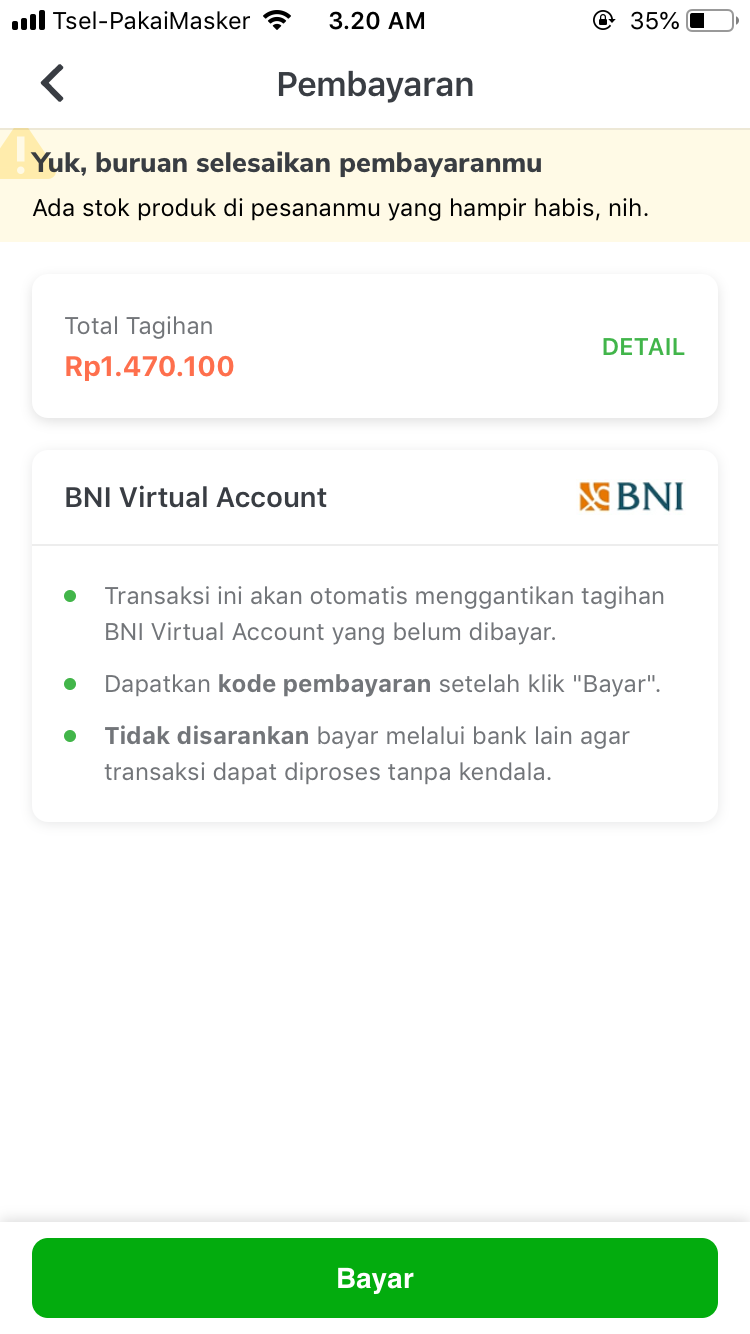 Tsel-PakaiMasker 3.20 AM 35%
Pembayaran
Yuk, buruan selesaikan pembayaranmu
Ada stok produk di pesananmu yang hampir habis, nih.
Total Tagihan
Rp1.470.100
DETAIL
BNI Virtual Account BNI
Transaksi ini akan otomatis menggantikan tagihan
BNI Virtual Account yang belum dibayar.
Dapatkan kode pembayaran setelah klik "Bayar".
Tidak disarankan bayar melalui bank lain agar
transaksi dapat diproses tanpa kendala.
Bayar